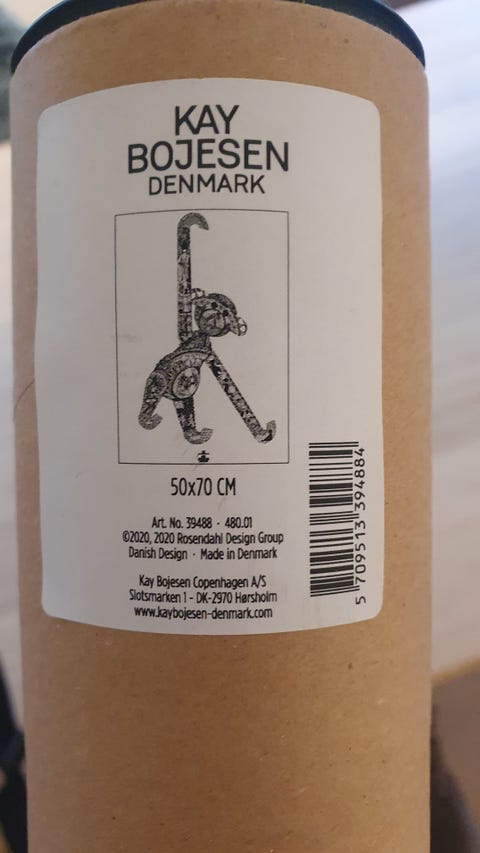 KAY
BOJESEN
DENMARK
50x70 CM
Art. No. 39488 · 480.01
©2020, 2020 Rosendahl Design Group
Danish Design · Made in Denmark
Kay Bojesen Copenhagen A/S
Slotsmarken 1 - DK-2970 Hørsholm
www.kaybojesen-denmark.com
5 709513 394884